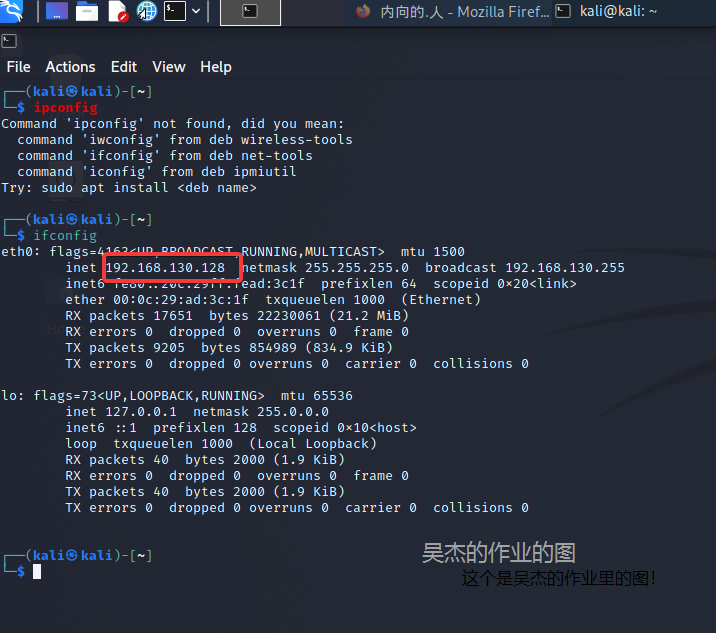 内向的.人 - Mozilla Firef...
kali@kali: ~
File Actions Edit View Help
┌──(kali㉿kali)-[~]
└─$ ipconfig
Command 'ipconfig' not found, did you mean:
command 'iwconfig' from deb wireless-tools
command 'ifconfig' from deb net-tools
command 'iconfig' from deb ipmiutil
Try: sudo apt install <deb name>
┌──(kali㉿kali)-[~]
└─$ ifconfig
eth0: flags=4163<UP,BROADCAST,RUNNING,MULTICAST> mtu 1500
inet 192.168.130.128 netmask 255.255.255.0 broadcast 192.168.130.255
inet6 fe80::20c:29ff:fead:3c1f prefixlen 64 scopeid 0×20<link>
ether 00:0c:29:ad:3c:1f txqueuelen 1000 (Ethernet)
RX packets 17651 bytes 22230061 (21.2 MiB)
RX errors 0 dropped 0 overruns 0 frame 0
TX packets 9205 bytes 854989 (834.9 KiB)
TX errors 0 dropped 0 overruns 0 carrier 0 collisions 0
lo: flags=73<UP,LOOPBACK,RUNNING> mtu 65536
inet 127.0.0.1 netmask 255.0.0.0
inet6 ::1 prefixlen 128 scopeid 0×10<host>
loop txqueuelen 1000 (Local Loopback)
RX packets 40 bytes 2000 (1.9 KiB)
RX errors 0 dropped 0 overruns 0 frame 0
TX packets 40 bytes 2000 (1.9 KiB)
TX errors 0 dropped 0 overruns 0 carrier 0 collisions 0
┌──(kali㉿kali)-[~]
└─$
吴杰的作业的图
这个是吴杰的作业里的图!